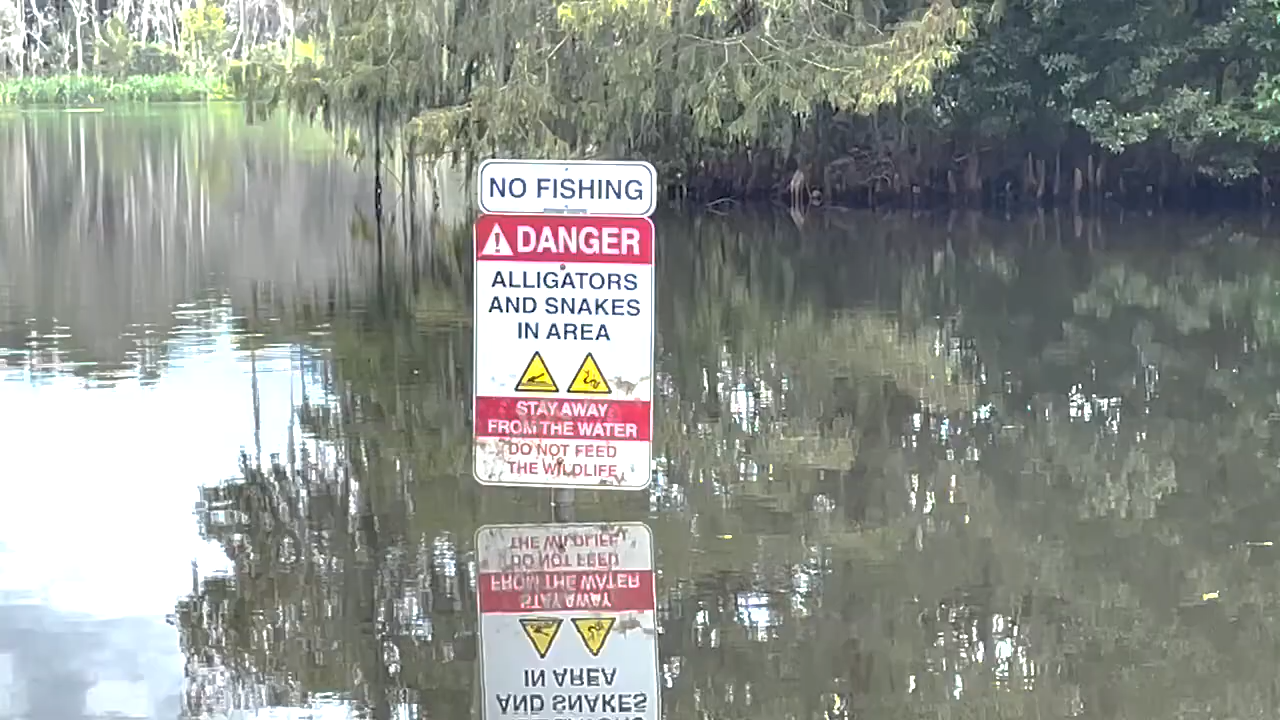 NO FISHING
DANGER
ALLIGATORS
AND SNAKES
IN AREA
STAY AWAY
FROM THE WATER
DO NOT FEED
THE WILDLIFE